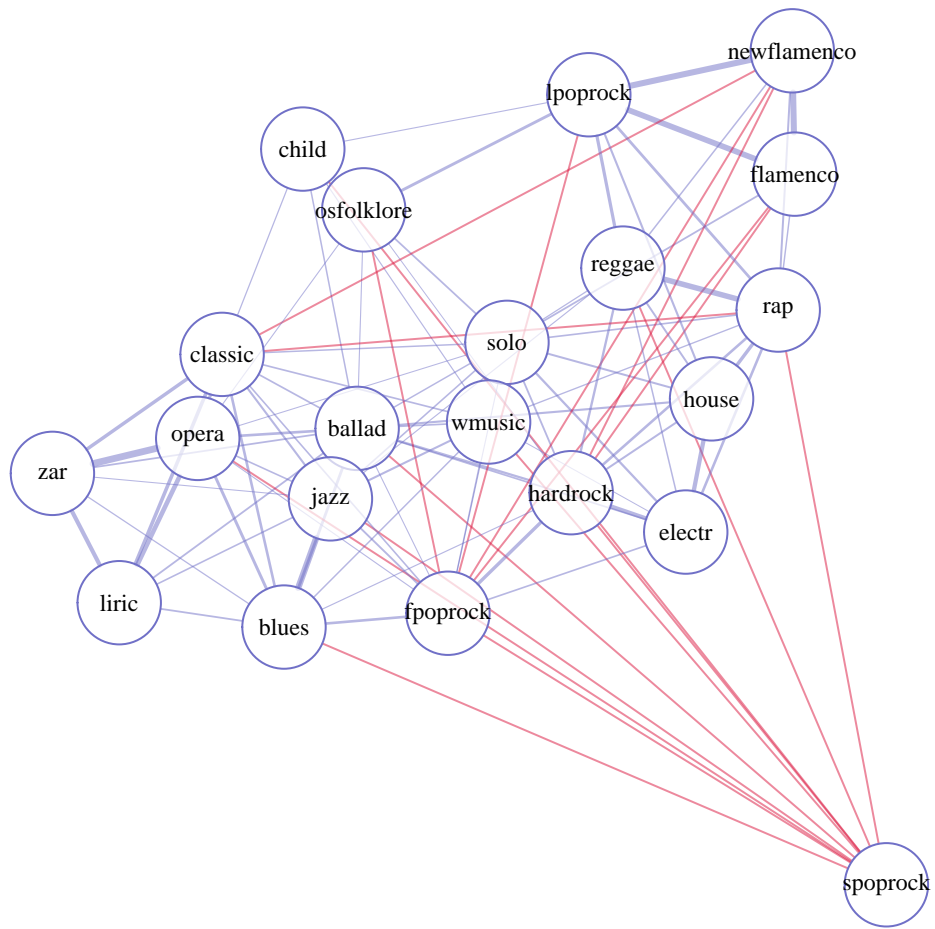 newflamenco
lpoprock
child
flamenco
osfolklore
reggae
rap
solo
classic
house
wmusic
ballad
opera
zar
jazz
hardrock
electr
liric
fpoprock
blues
spoprock